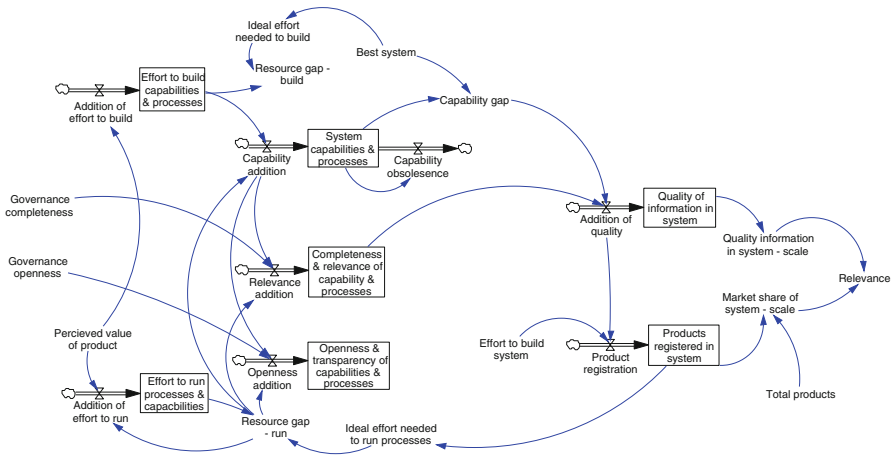 Ideal effort
needed to build
Best system
Resource gap -
build
Effort to build
capabilities
& processes
Addition of
effort to build
Capability gap
System
capabilities &
processes
Capability
addition
Capability
obsolesence
Governance
completeness
Quality of
information in
system
Addition of
quality
Quality information
in system - scale
Governance
openness
Completeness
& relevance of
capability &
processes
Relevance
addition
Relevance
Market share of
system - scale
Percieved value
of product
Effort to build
system
Products
registered in
system
Product
registration
Openness &
transparency of
capabilities &
processes
Openness
addition
Effort to run
processes &
capacbilities
Addition of
effort to run
Total products
Resource gap
- run
Ideal effort needed
to run processes